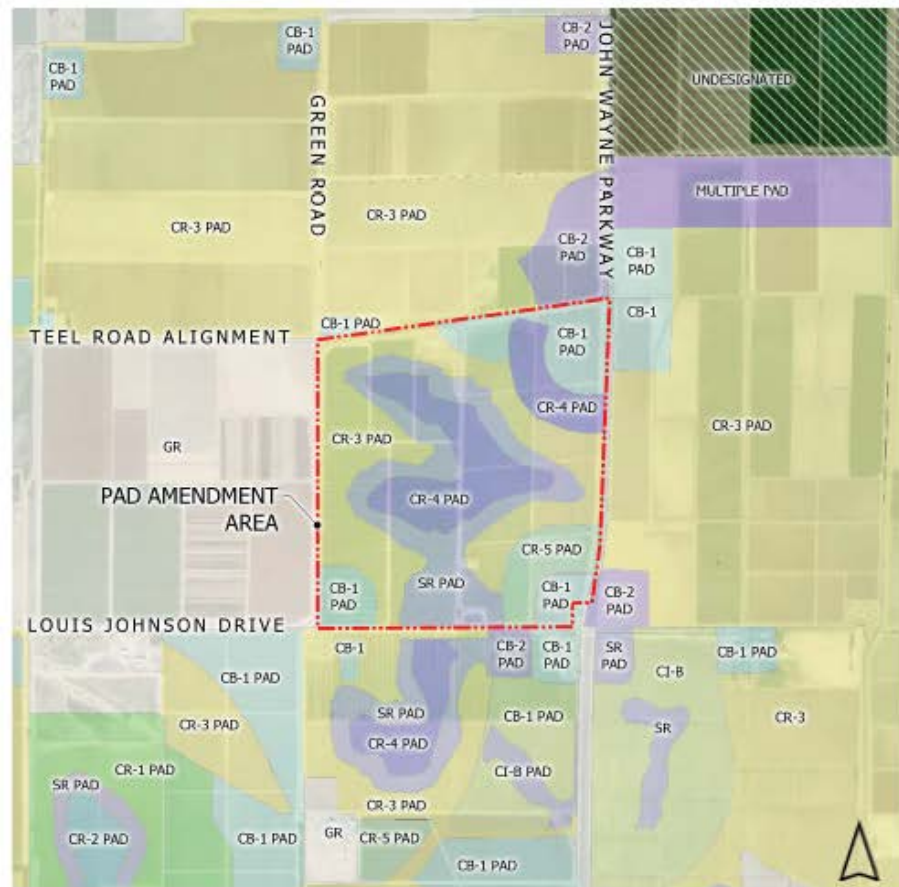 CB-1
PAD
CB-1
PAD
CB-2
PAD
JOHN WAYNE PARKWAY
UNDESIGNATED
GREEN ROAD
MULTIPLE PAD
CR-3 PAD
CR-3 PAD
CB-2
PAD
CB-1
PAD
CB-1 PAD
CB-1
TEEL ROAD ALIGNMENT
CB-1
PAD
CR-4 PAD
CR-3 PAD
CR-3 PAD
GR
PAD AMENDMENT
AREA
CR-4 PAD
CR-5 PAD
SR PAD
CB-1
PAD
CB-1
PAD
CB-2
PAD
LOUIS JOHNSON DRIVE
CB-1
CB-2
PAD
CB-1
PAD
SR
PAD
CB-1 PAD
CB-1 PAD
CI-B
SR PAD
CB-1 PAD
CR-3
CR-3 PAD
SR
CR-4 PAD
CR-1 PAD
CI-B PAD
SR PAD
CR-3 PAD
CR-2 PAD
CB-1 PAD
GR
CR-5 PAD
CB-1 PAD